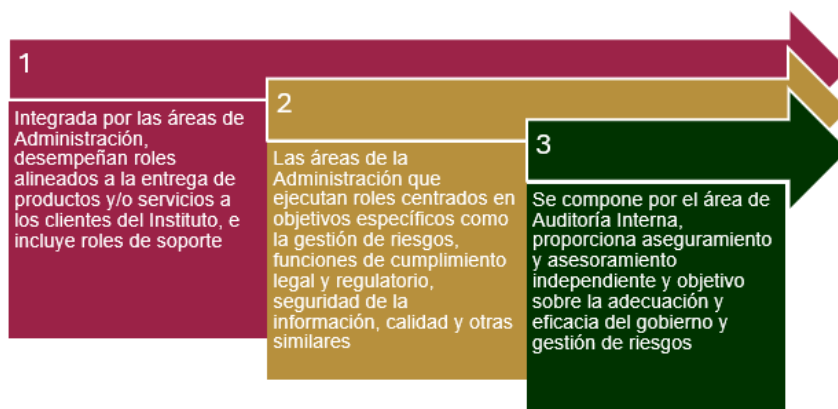 1
Integrada por las áreas de
Administración,
desempeñan roles
alineados a la entrega de
productos y/o servicios a
los clientes del Instituto, e
incluye roles de soporte
2
Las áreas de la
Administración que
ejecutan roles centrados en
objetivos específicos como
la gestión de riesgos,
funciones de cumplimiento
legal y regulatorio,
seguridad de la
información, calidad y otras
similares
3
Se compone por el área de
Auditoría Interna,
proporciona aseguramiento
y asesoramiento
independiente y objetivo
sobre la adecuación y
eficacia del gobierno y
gestión de riesgos